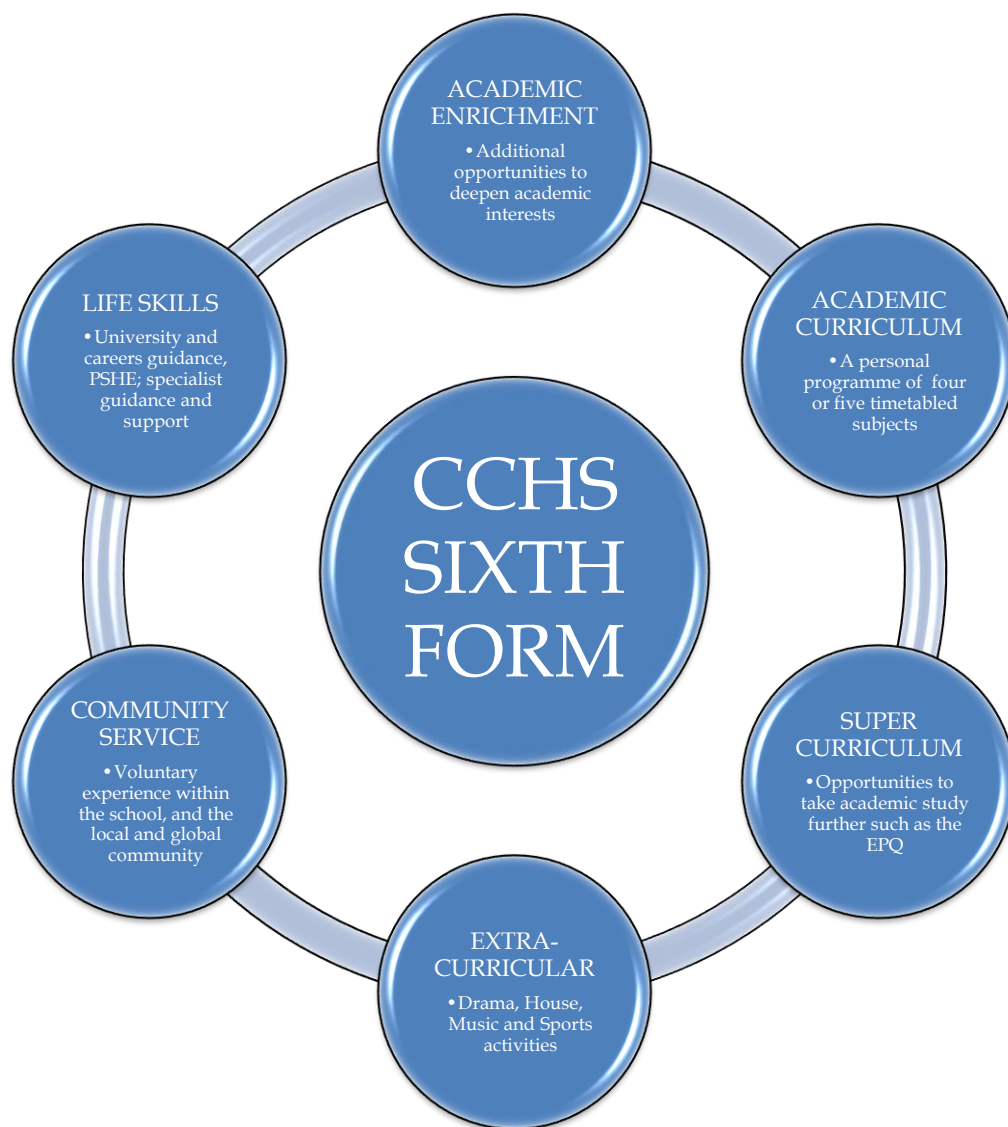 ACADEMIC
ENRICHMENT
•Additional
opportunities to
deepen academic
interests
ACADEMIC
CURRICULUM
•A personal
programme of four
or five timetabled
subjects
SUPER
CURRICULUM
•Opportunities to
take academic study
further such as the
EPQ
EXTRA-
CURRICULAR
•Drama, House,
Music and Sports
activities
COMMUNITY
SERVICE
•Voluntary
experience within
the school, and the
local and global
community
LIFE SKILLS
•University and
careers guidance,
PSHE; specialist
guidance and
support
CCHS
SIXTH
FORM